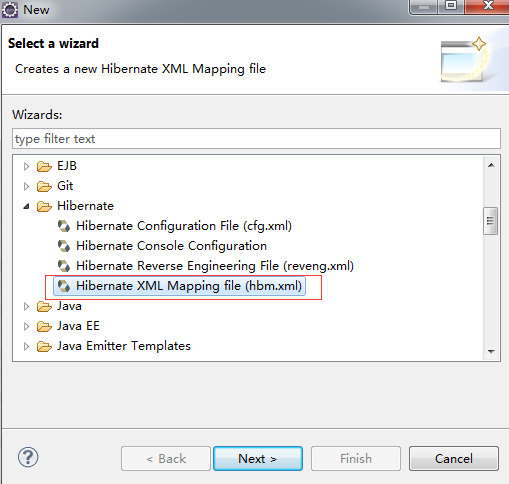 New
Select a wizard
Creates a new Hibernate XML Mapping file
Wizards:
type filter text
EJB
Git
Hibernate
Hibernate Configuration File (cfg.xml)
Hibernate Console Configuration
Hibernate Reverse Engineering File (reveng.xml)
Hibernate XML Mapping file (hbm.xml)
Java
Java EE
Java Emitter Templates
?
< Back
Next >
Finish
Cancel